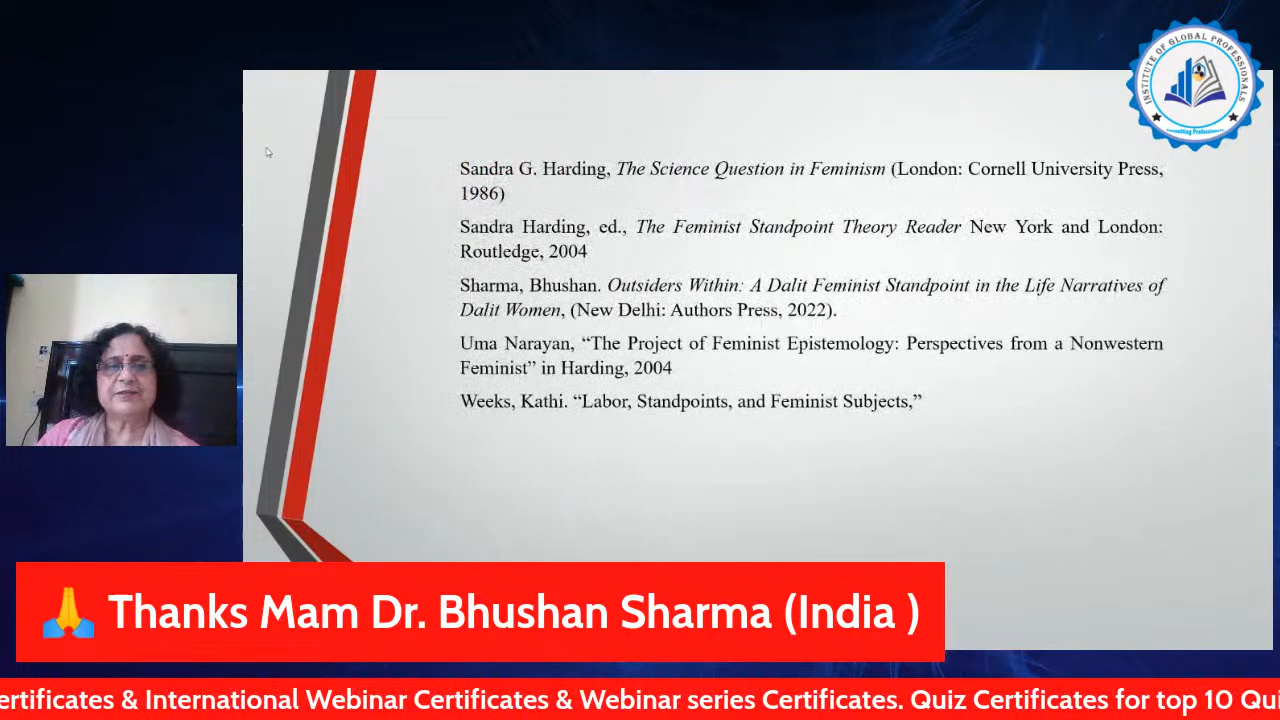 INSTITUTE OF GLOBAL PROFESSIONALS
Consulting Professionals
Sandra G. Harding, The Science Question in Feminism (London: Cornell University Press,
1986)
Sandra Harding, ed., The Feminist Standpoint Theory Reader New York and London:
Routledge, 2004
Sharma, Bhushan. Outsiders Within: A Dalit Feminist Standpoint in the Life Narratives of
Dalit Women, (New Delhi: Authors Press, 2022).
Uma Narayan, “The Project of Feminist Epistemology: Perspectives from a Nonwestern
Feminist” in Harding, 2004
Weeks, Kathi. “Labor, Standpoints, and Feminist Subjects,”
🙏 Thanks Mam Dr. Bhushan Sharma (India )
ertificates & International Webinar Certificates & Webinar series Certificates. Quiz Certificates for top 10 Qui